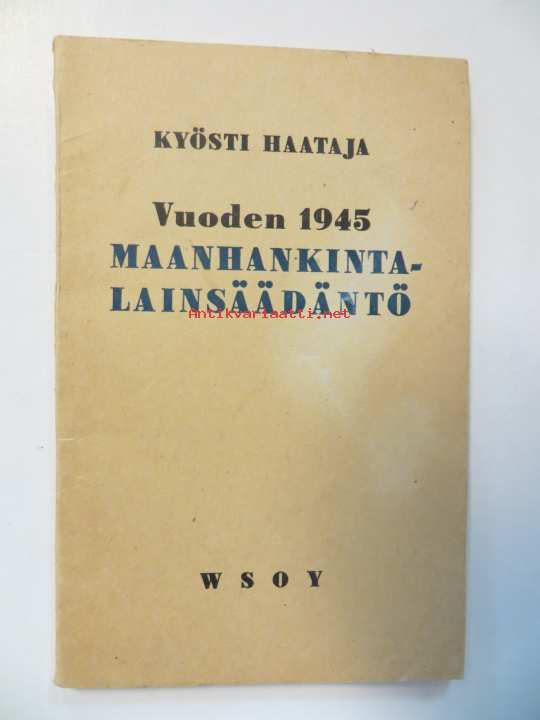 KYÖSTI HAATAJA
Vuoden 1945
MAANHANKINTA-
LAINSÄÄDÄNTÖ
Antikvariaatti.net
WSOY